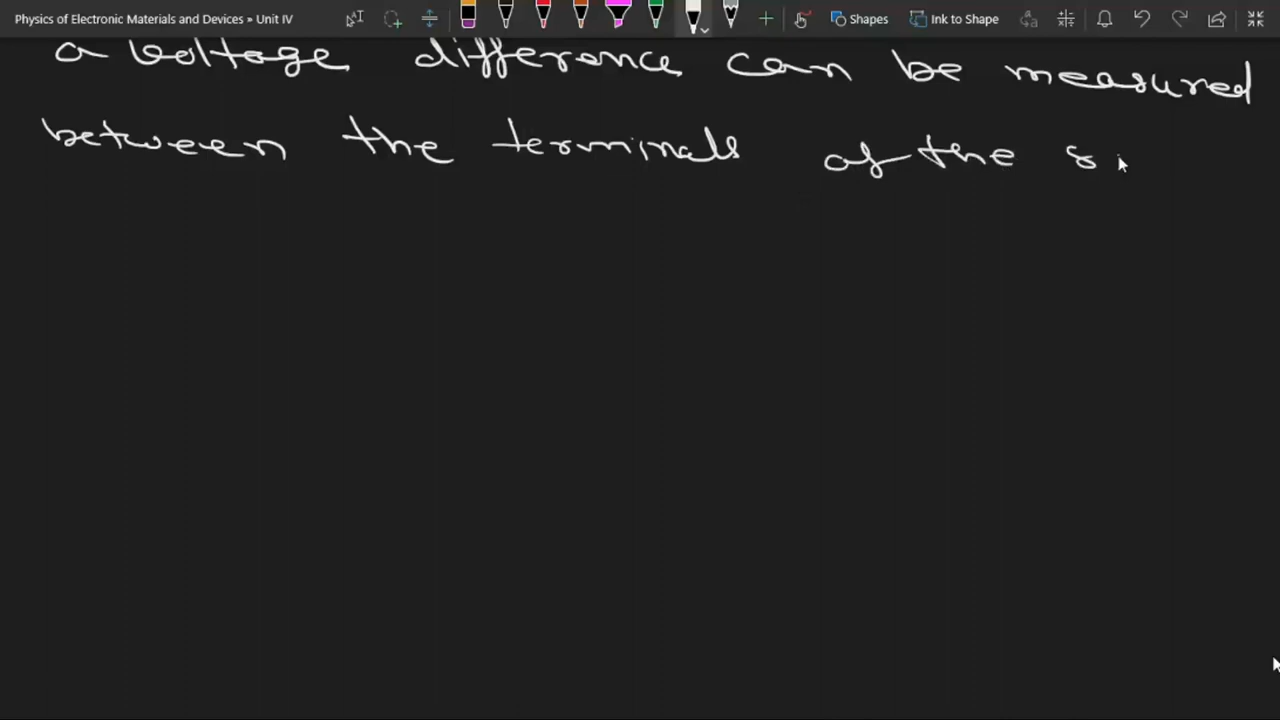 Physics of Electronic Materials and Devices » Unit IV
Shapes
Ink to Shape
a voltage difference can be measured
between the terminals of the s